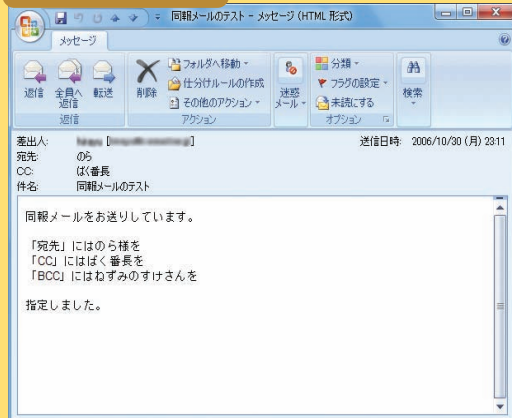 同報メールのテスト - メッセージ (HTML 形式)
メッセージ
返信
全員へ返信
転送
返信
削除
フォルダへ移動
仕分けルールの作成
その他のアクション
アクション
迷惑メール
分類
フラグの設定
未読にする
オプション
検索
差出人:
送信日時: 2006/10/30 (月) 23:11
宛先: のら
CC: ばく番長
件名: 同報メールのテスト
同報メールをお送りしています。
「宛先」にはのら様を
「CC」にはばく番長を
「BCC」にはねずみのすけさんを
指定しました。